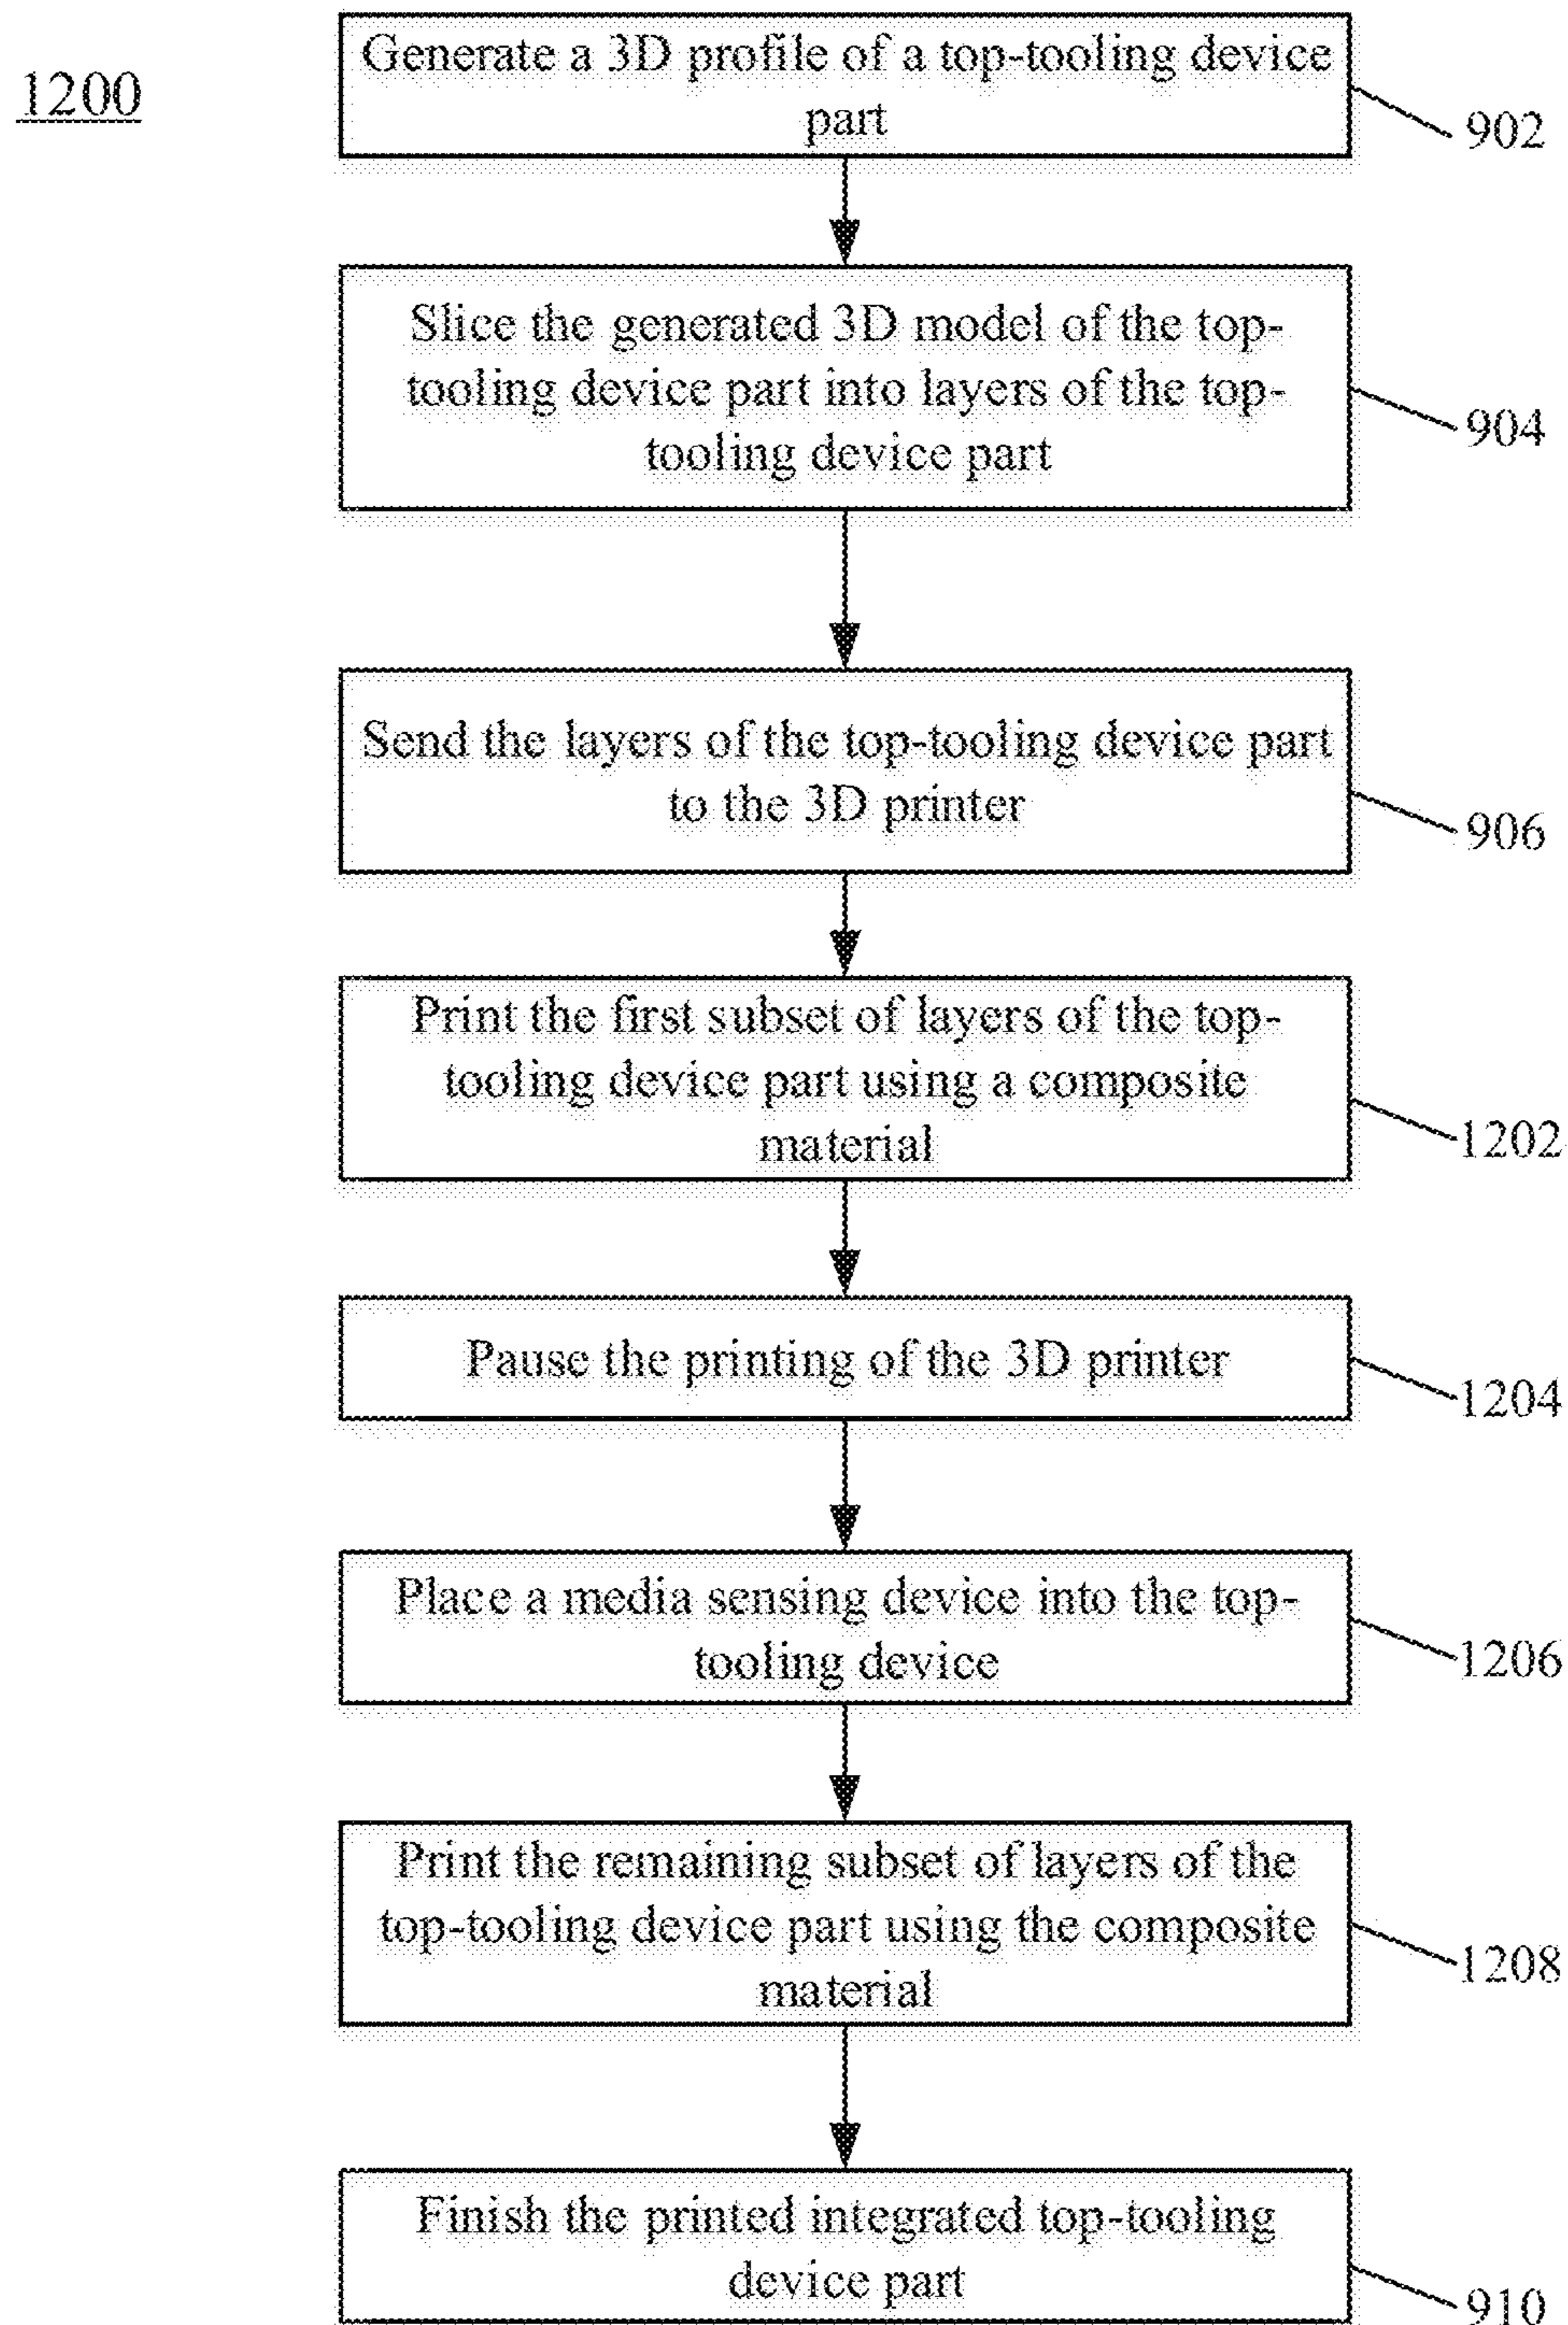 1200
Generate a 3D profile of a top-tooling device
part
902
Slice the generated 3D model of the top-
tooling device part into layers of the top-
tooling device part
904
Send the layers of the top-tooling device part
to the 3D printer
906
Print the first subset of layers of the top-
tooling device part using a composite
material
1202
Pause the printing of the 3D printer
1204
Place a media sensing device into the top-
tooling device
1206
Print the remaining subset of layers of the
top-tooling device part using the composite
material
1208
Finish the printed integrated top-tooling
device part
910